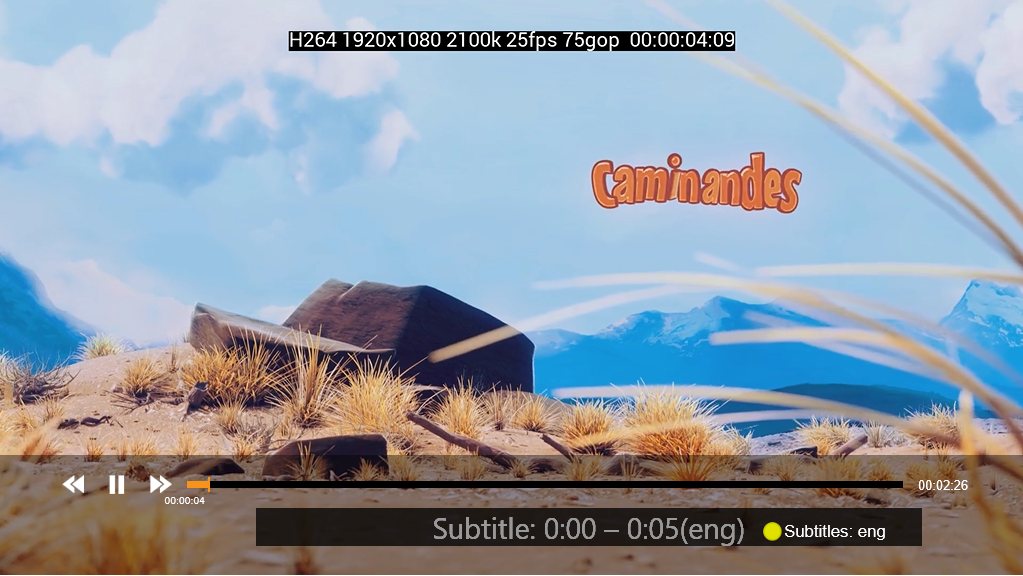 H264 1920x1080 2100k 25fps 75gop 00:00:04:09
Caminandes
00:02:26
00:00:04
Subtitle: 0:00 – 0:05(eng)
Subtitles: eng